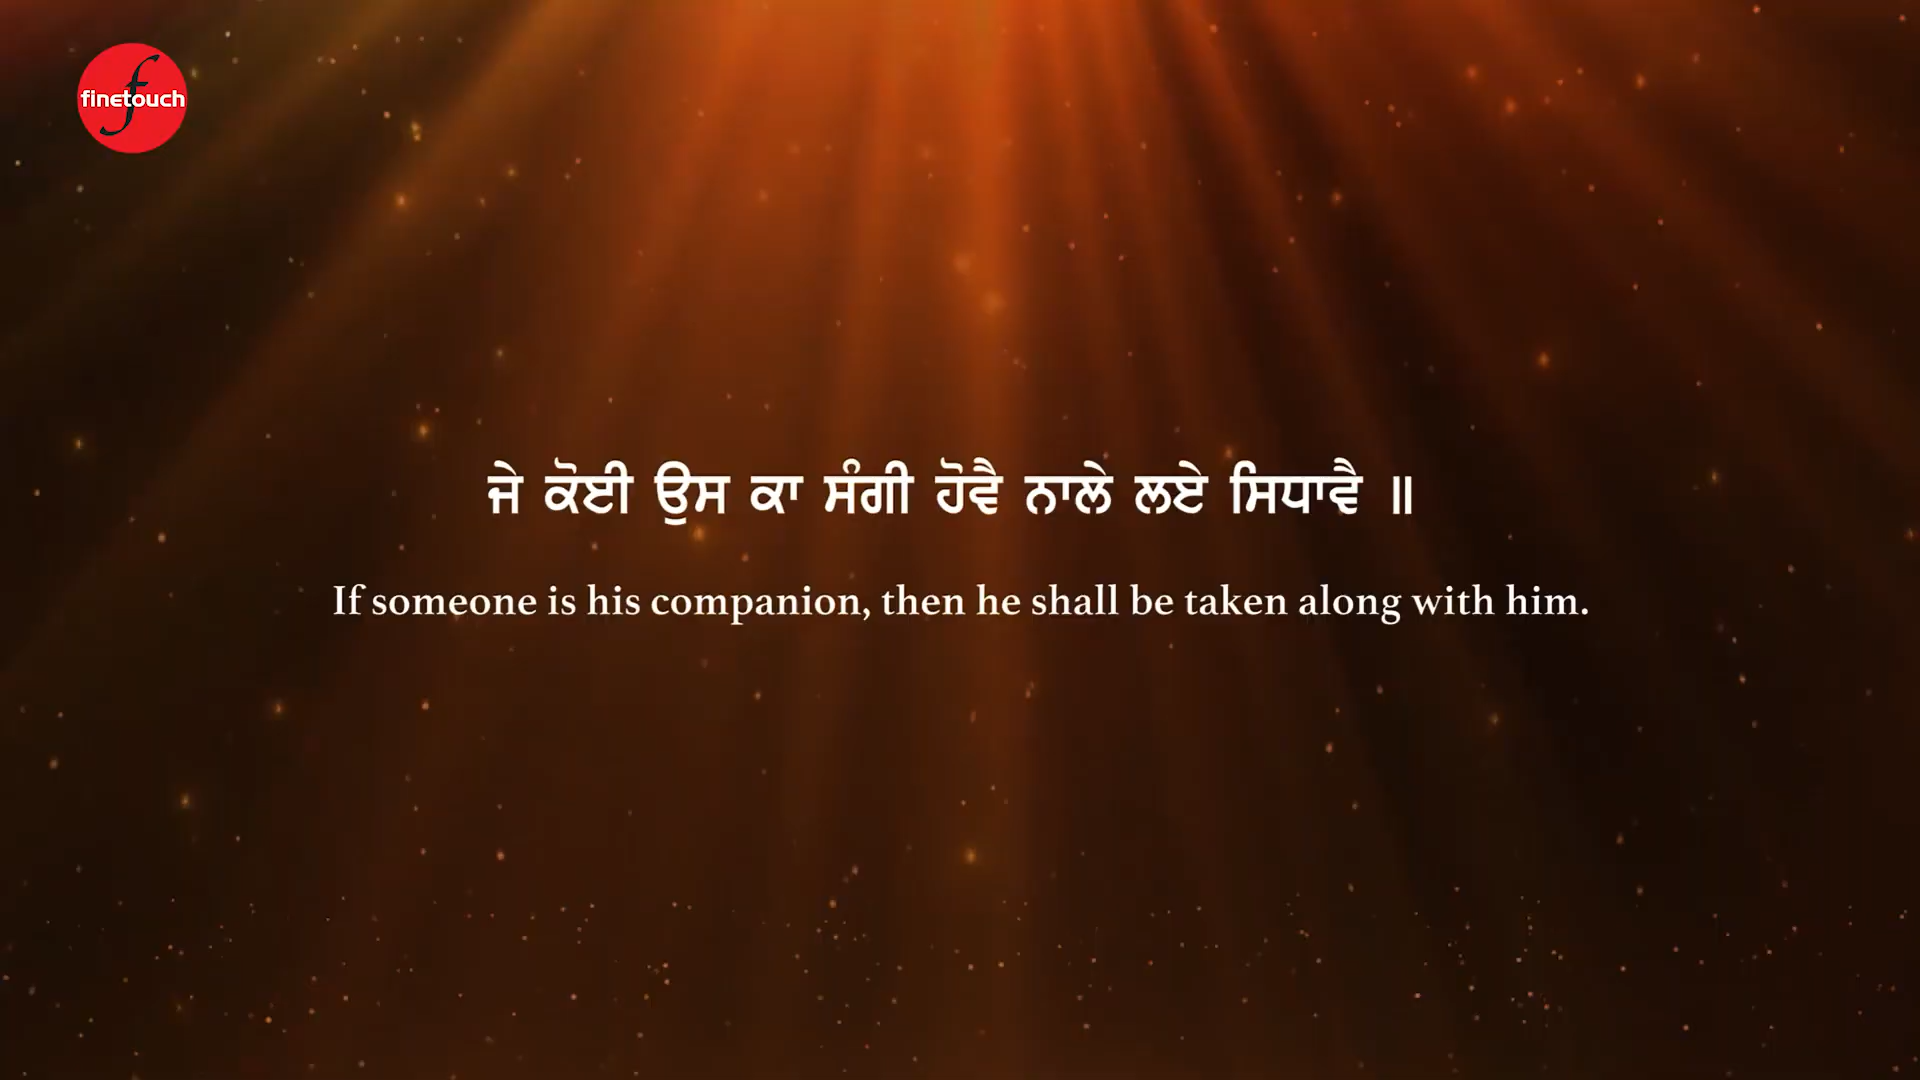 finetouch
ਜੇ ਕੋਈ ਉਸ ਕਾ ਸੰਗੀ ਹੋਵੈ ਨਾਲੇ ਲਏ ਸਿਧਾਵੈ ॥
If someone is his companion, then he shall be taken along with him.